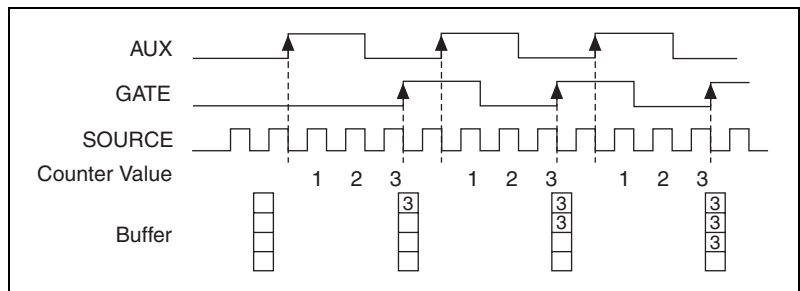 AUX
GATE
SOURCE
Counter Value 1 2 3 1 2 3 1 2 3
Buffer 3 3 3
3 3
3